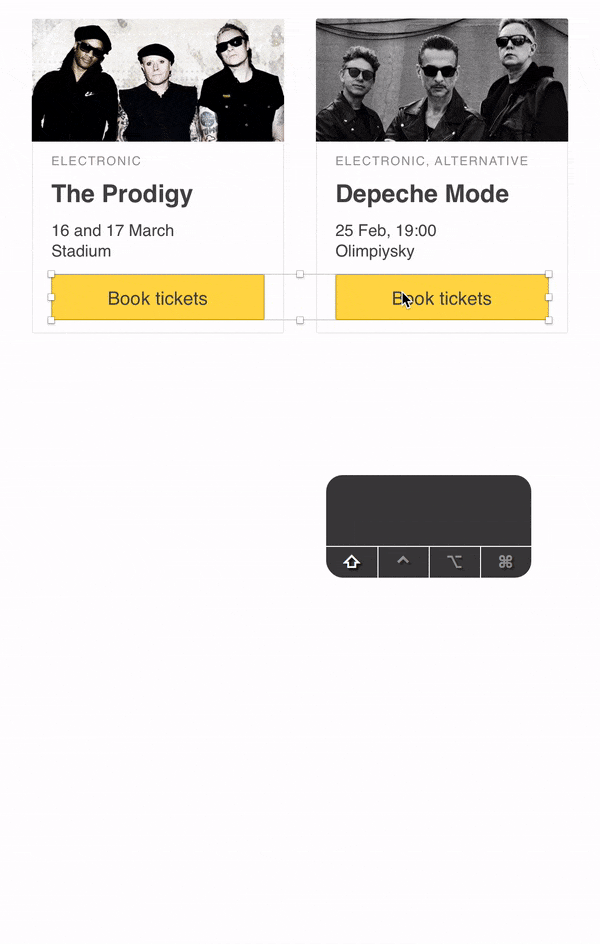 ELECTRONIC
The Prodigy
16 and 17 March
Stadium
Book tickets
ELECTRONIC, ALTERNATIVE
Depeche Mode
25 Feb, 19:00
Olimpiysky
Book tickets